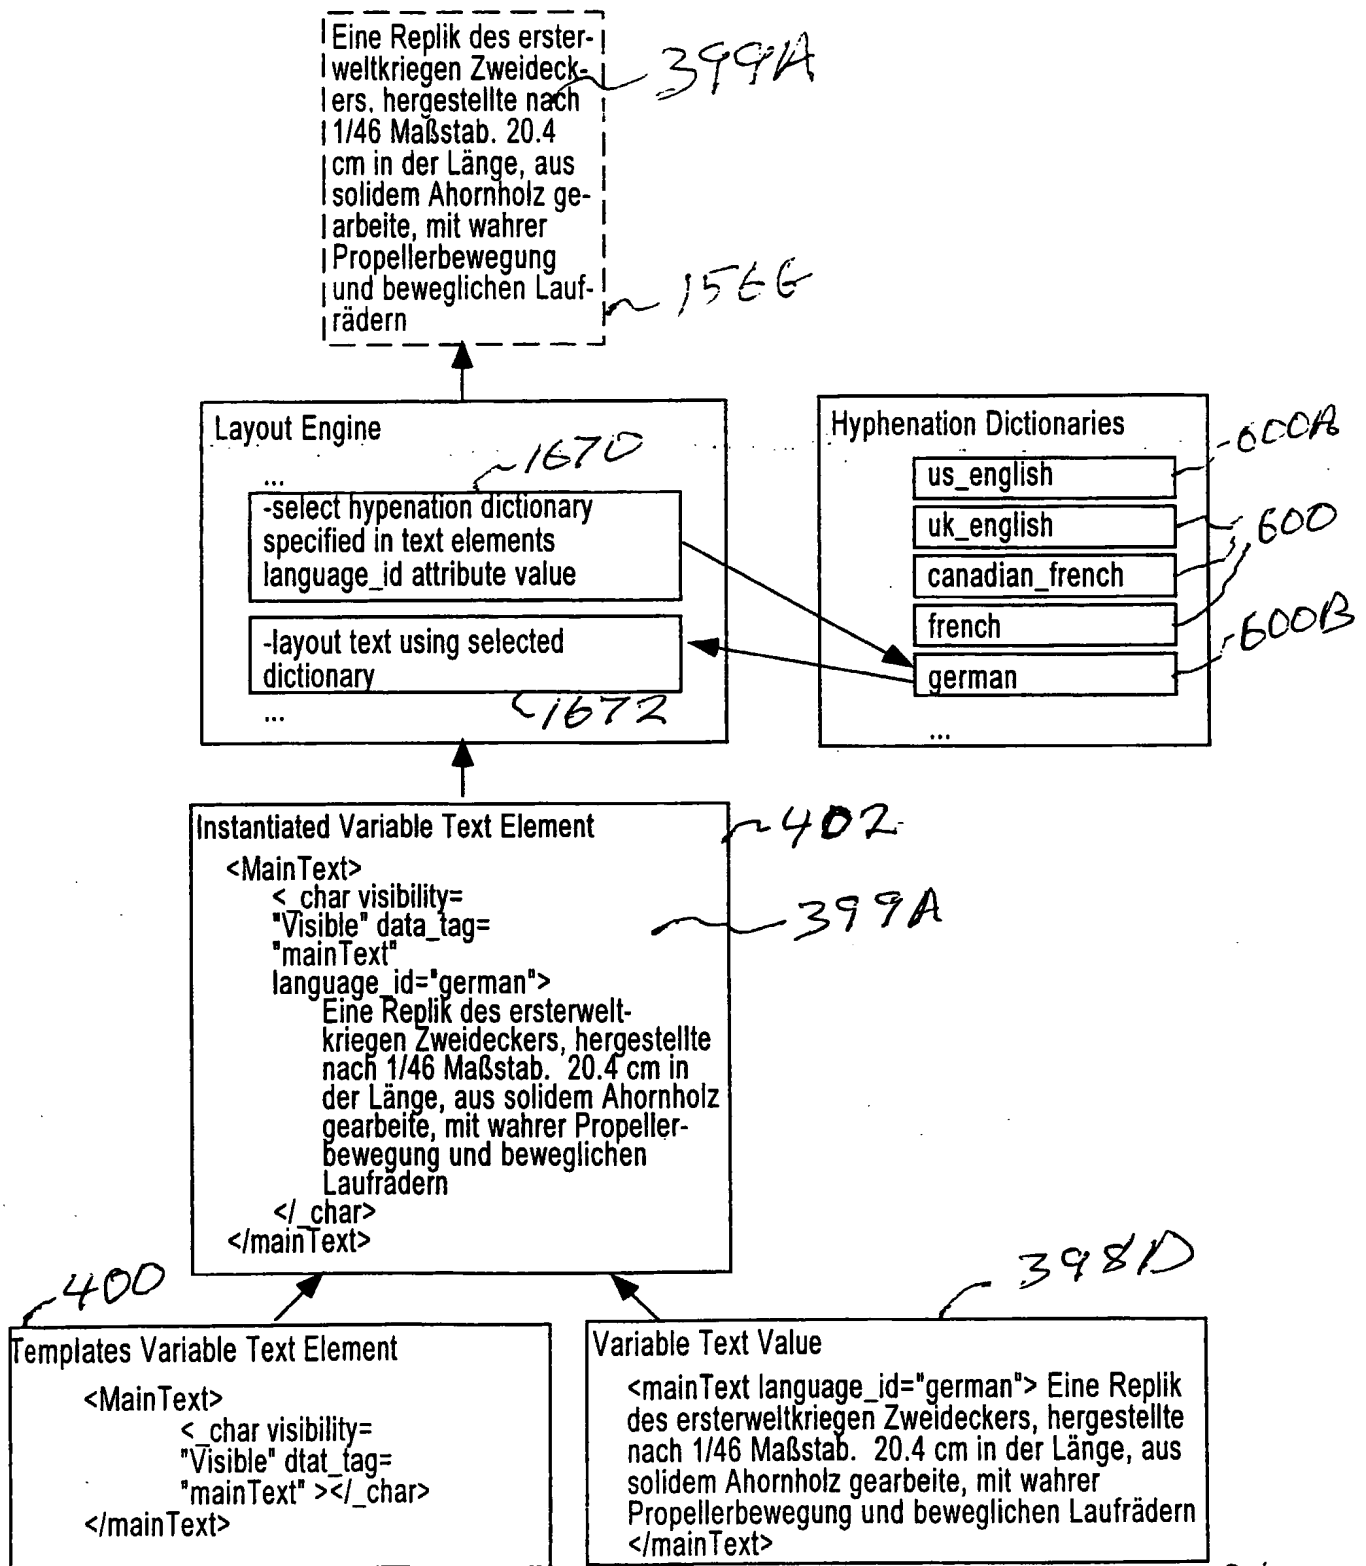 Eine Replik des erster-
weltkriegen Zweideck-
ers. hergestellte nach
1/46 Maßstab. 20.4
cm in der Länge, aus
solidem Ahornholz ge-
arbeite, mit wahrer
Propellerbewegung
und beweglichen Lauf-
rädern
399A
1566
Layout Engine
...
1670
-select hypenation dictionary
specified in text elements
language_id attribute value
-layout text using selected
dictionary
1672
...
Hyphenation Dictionaries
us_english
uk_english
canadian_french
french
german
...
600A
600
600B
Instantiated Variable Text Element
402
<MainText>
<_char visibility=
"Visible" data_tag=
"mainText"
language_id="german">
Eine Replik des ersterwelt-
kriegen Zweideckers, hergestellte
nach 1/46 Maßstab. 20.4 cm in
der Länge, aus solidem Ahornholz
gearbeite, mit wahrer Propeller-
bewegung und beweglichen
Laufrädern
</_char>
</mainText>
399A
400
Templates Variable Text Element
<MainText>
<_char visibility=
"Visible" dtat_tag=
"mainText" ></_char>
</mainText>
398D
Variable Text Value
<mainText language_id="german"> Eine Replik
des ersterweltkriegen Zweideckers, hergestellte
nach 1/46 Maßstab. 20.4 cm in der Länge, aus
solidem Ahornholz gearbeite, mit wahrer
Propellerbewegung und beweglichen Laufrädern
</mainText>